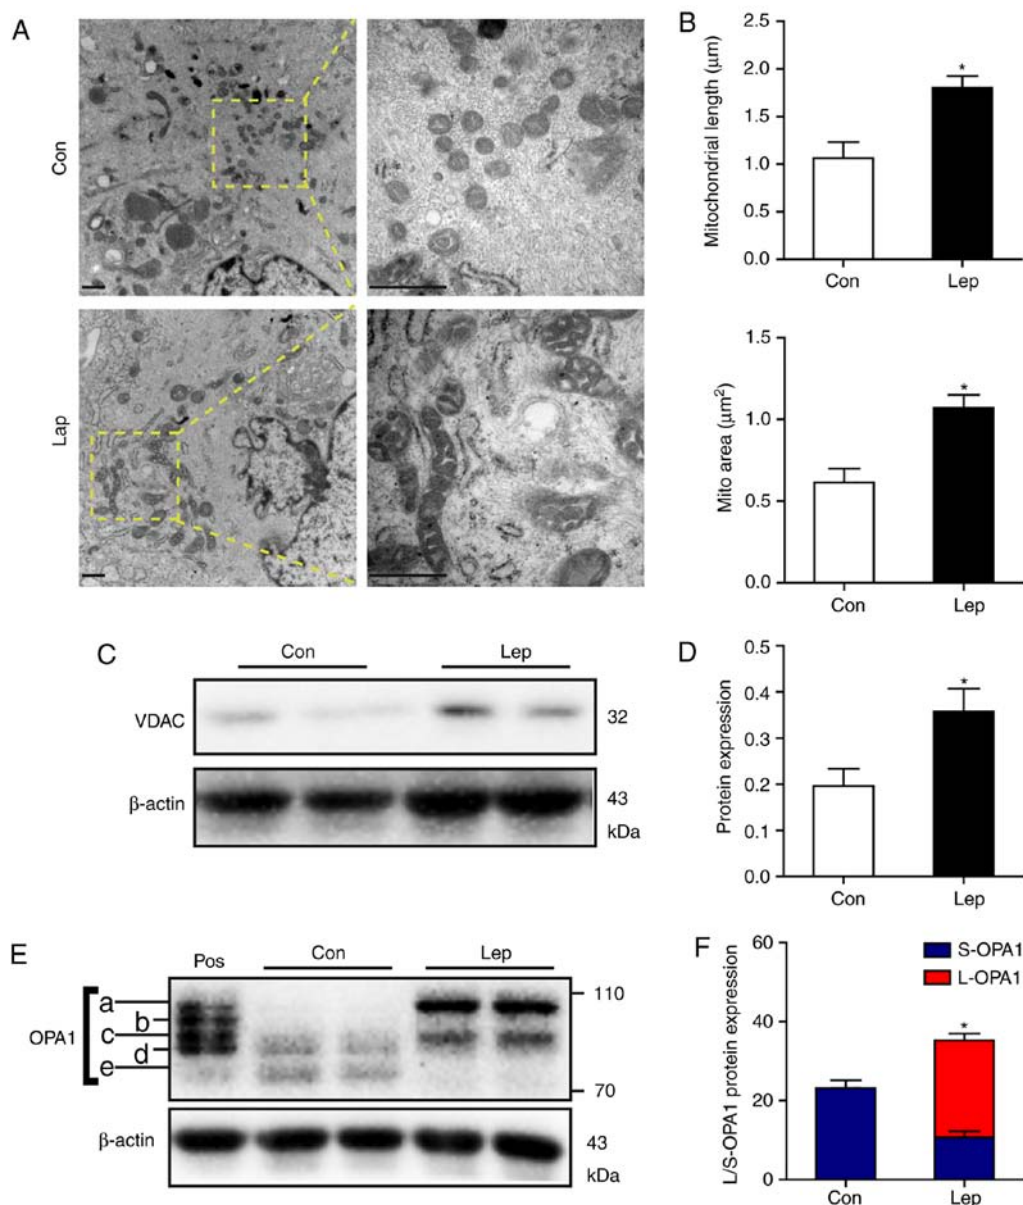 A
Con
Lap
B
Mitochondrial length (μm)
2.5
2.0
1.5
1.0
0.5
0.0
*
Con Lep
Mito area (μm²)
1.5
1.0
0.5
0.0
*
Con Lep
C
Con Lep
VDAC
32
β-actin
43
kDa
D
Protein expression
0.5
0.4
0.3
0.2
0.1
0.0
*
Con Lep
E
Pos Con Lep
OPA1
a
b
c
d
e
110
70
β-actin
43
kDa
F
L/S-OPA1 protein expression
60
40
20
0
S-OPA1
L-OPA1
*
Con Lep